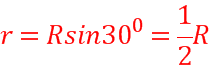 r = Rsin30⁰ = ½R